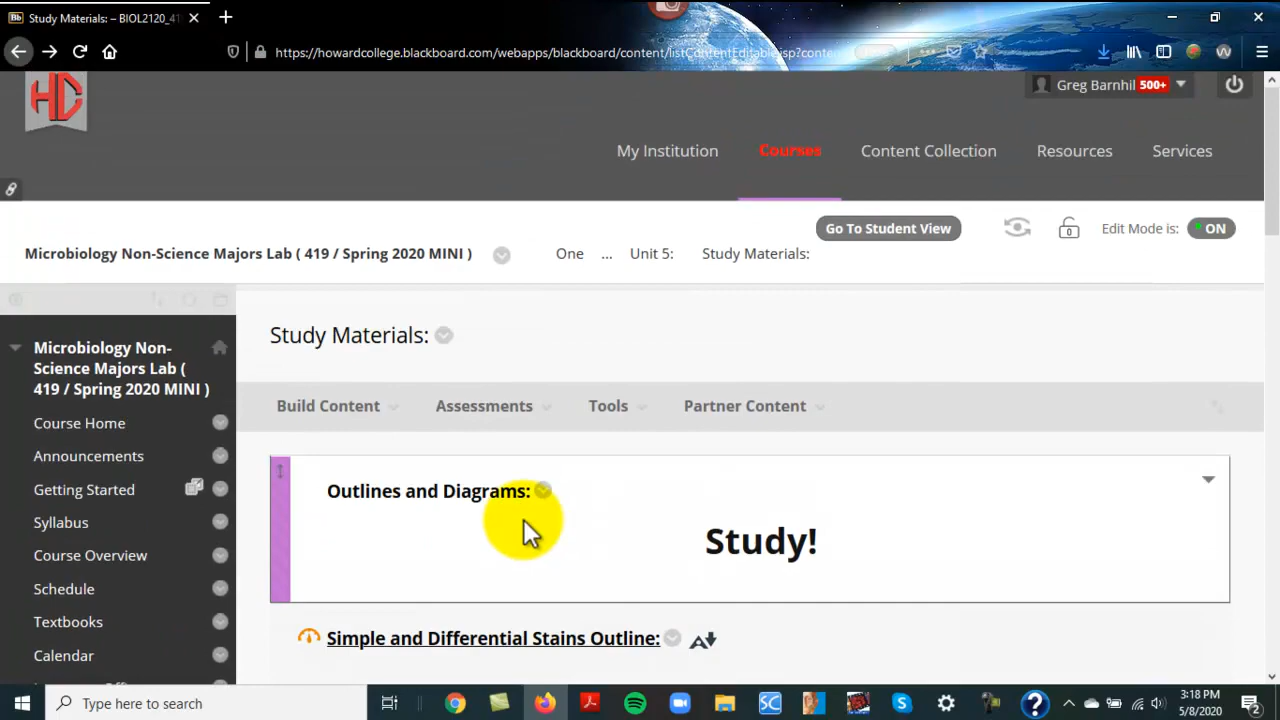 Study Materials: – BIOL2120_41
https://howardcollege.blackboard.com/webapps/blackboard/content/listContentEditable.jsp?conte
HC
Greg Barnhil 500+
My Institution Courses Content Collection Resources Services
Go To Student View Edit Mode is: ON
Microbiology Non-Science Majors Lab ( 419 / Spring 2020 MINI ) One ... Unit 5: Study Materials:
Microbiology Non-
Science Majors Lab (
419 / Spring 2020 MINI )
Course Home
Announcements
Getting Started
Syllabus
Course Overview
Schedule
Textbooks
Calendar
Study Materials:
Build Content Assessments Tools Partner Content
Outlines and Diagrams:
Study!
Simple and Differential Stains Outline:
Type here to search
3:18 PM
5/8/2020